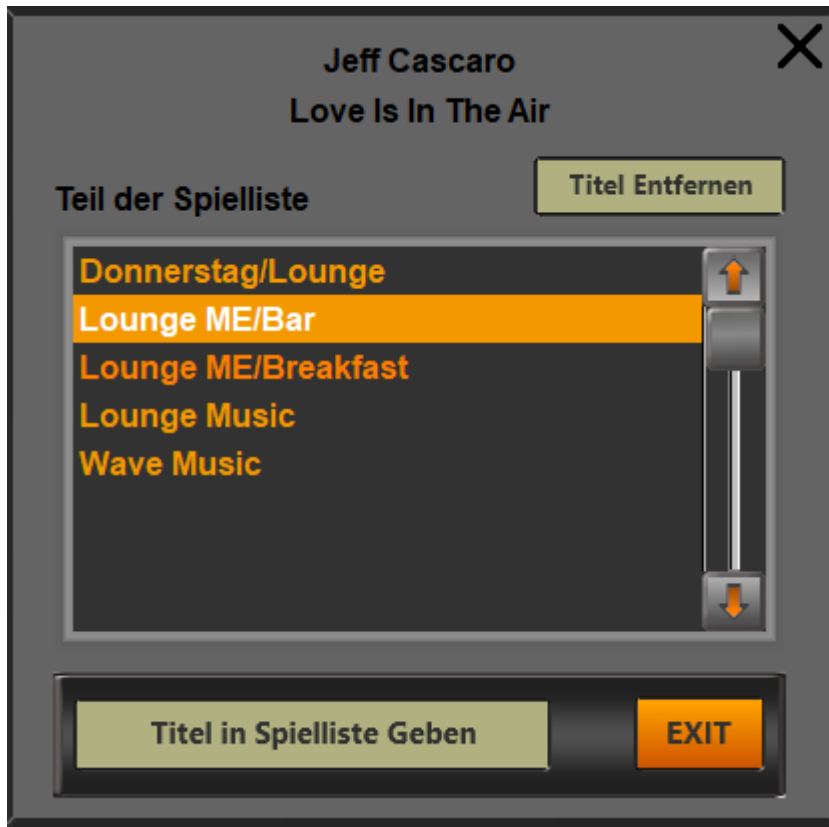 Jeff Cascaro
Love Is In The Air
Teil der Spielliste
Titel Entfernen
Donnerstag/Lounge
Lounge ME/Bar
Lounge ME/Breakfast
Lounge Music
Wave Music
Titel in Spielliste Geben
EXIT